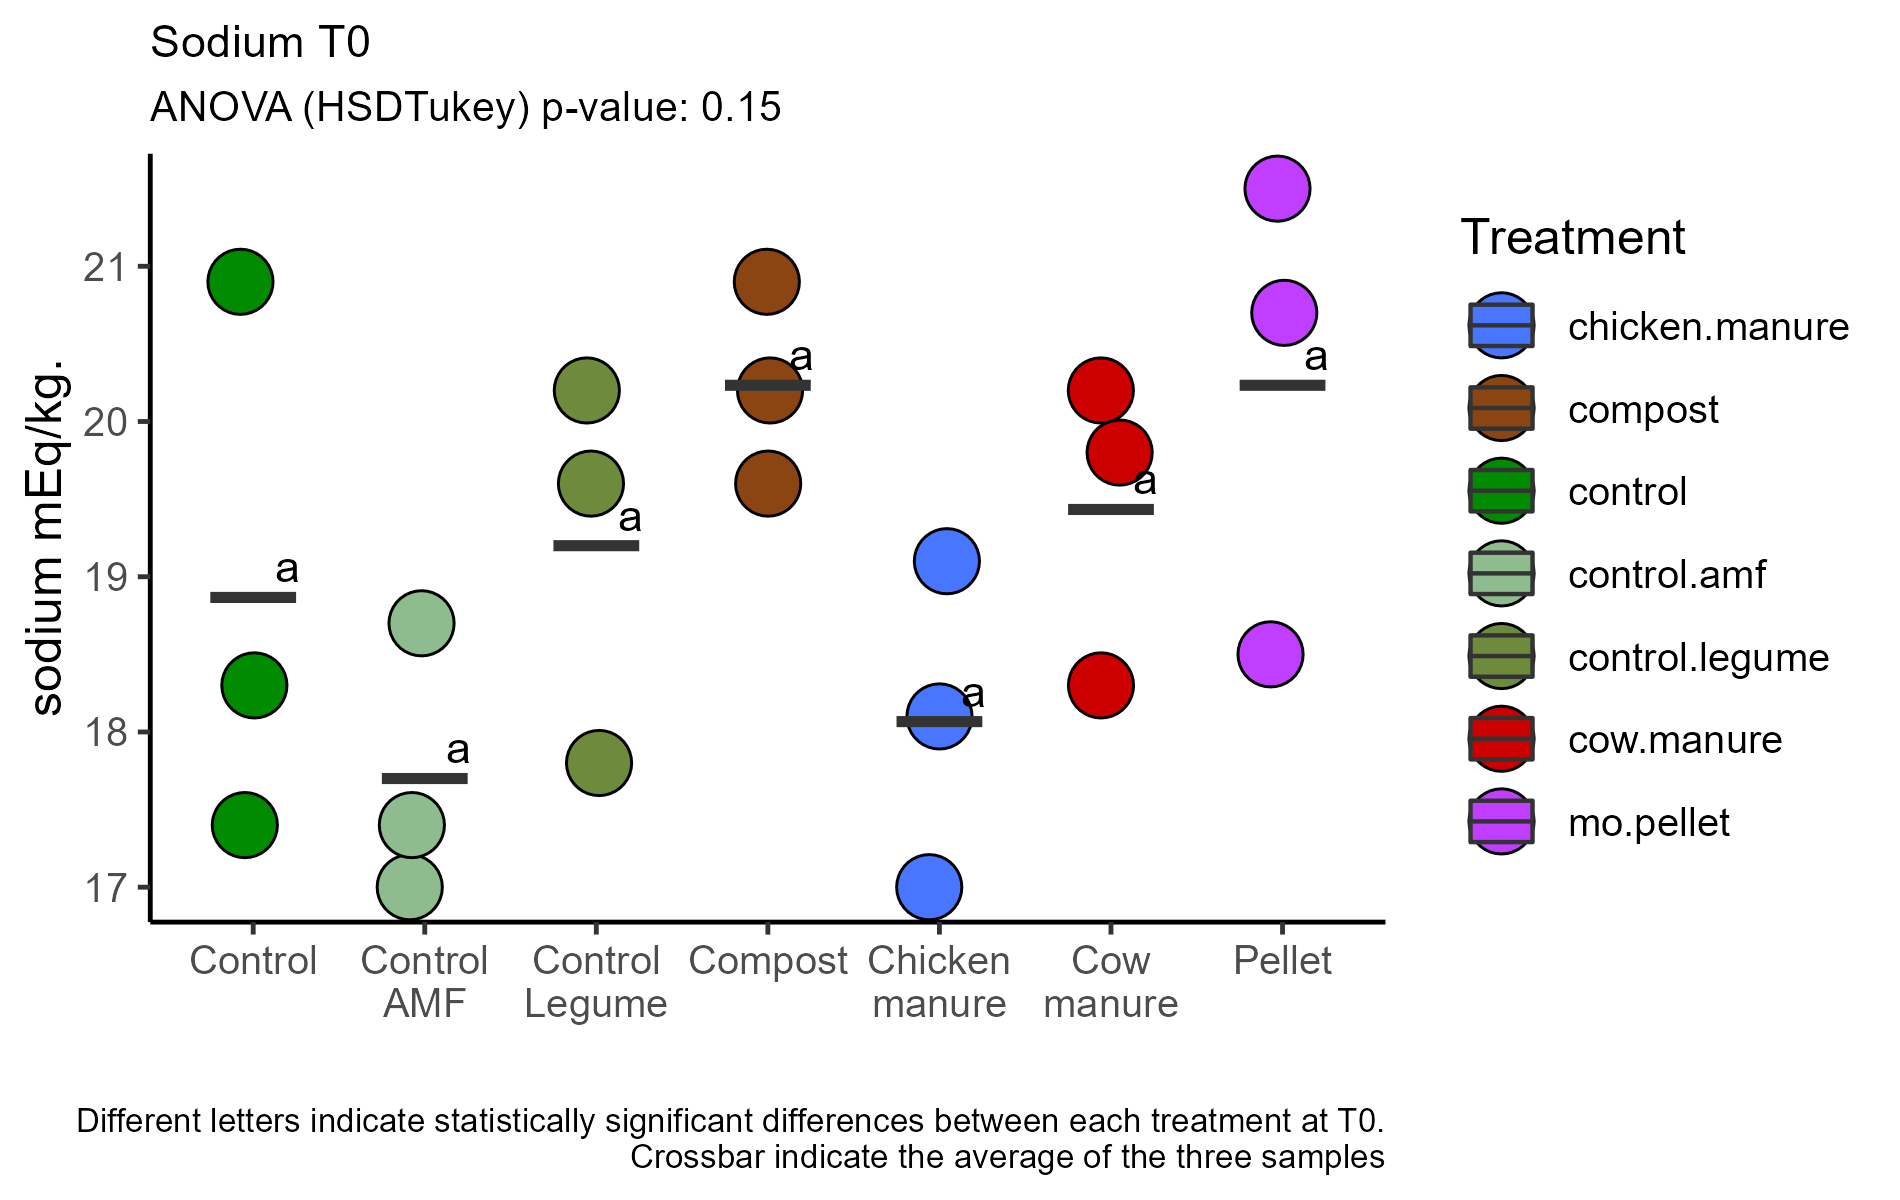 Sodium T0
ANOVA (HSDTukey) p-value: 0.15
sodium mEq/kg.
21
20
19
18
17
a
a
a
a
a
a
a
Control
Control
AMF
Control
Legume
Compost
Chicken
manure
Cow
manure
Pellet
Treatment
chicken.manure
compost
control
control.amf
control.legume
cow.manure
mo.pellet
Different letters indicate statistically significant differences between each treatment at T0.
Crossbar indicate the average of the three samples